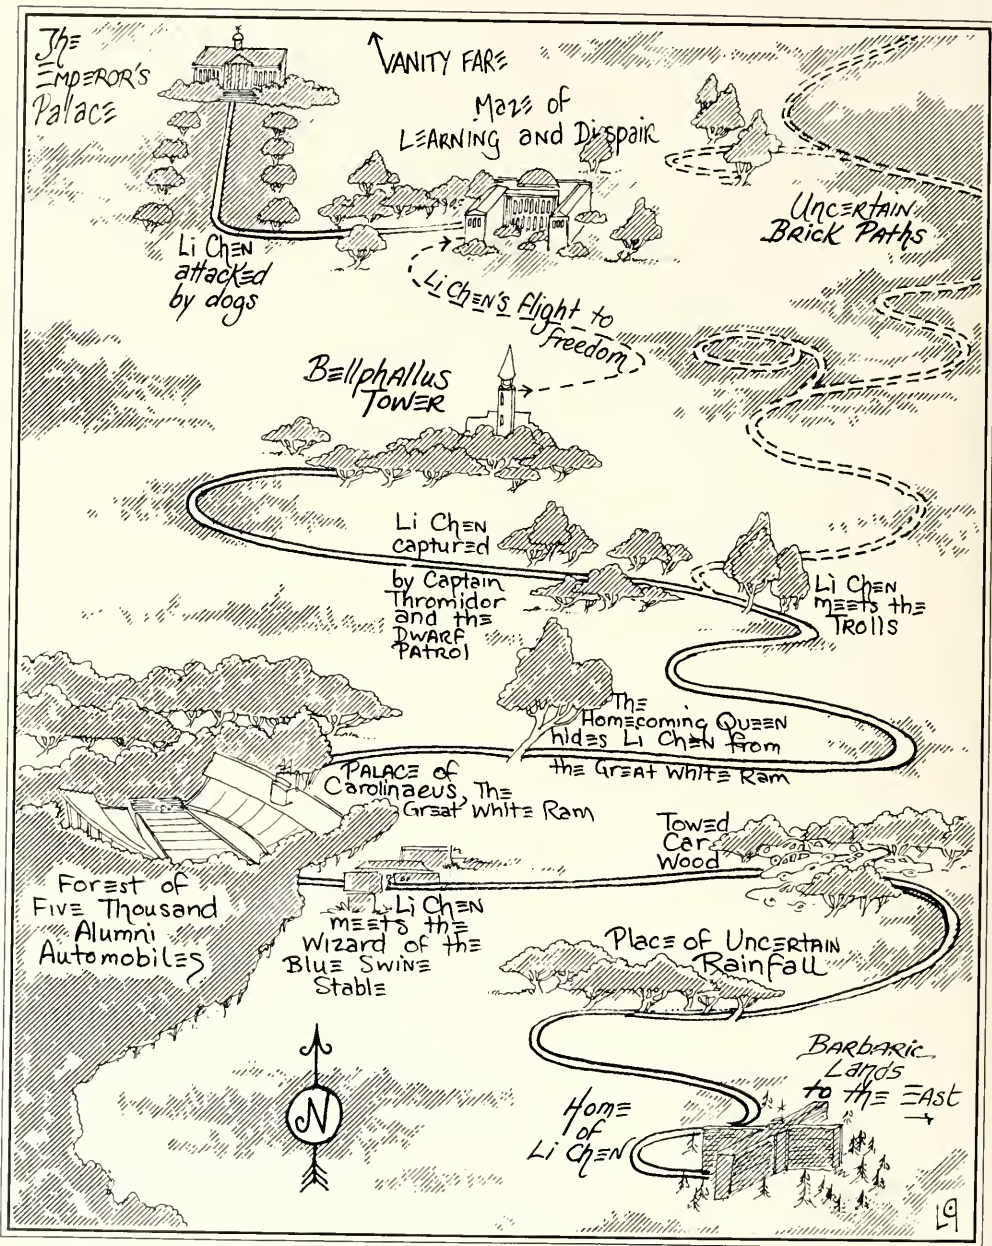 The
Emperor's
Palace
Vanity Fare
Maze of
Learning and Dispair
Uncertain
Brick Paths
Li Chen
attacked
by dogs
Li Chen's flight to
freedom
Bellphallus
Tower
Li Chen
captured
by Captain
Thromidor
and the
Dwarf
Patrol
Li Chen
meets the
Trolls
The
Homecoming Queen
hides Li Chen from
the Great White Ram
Palace of
Carolinaeus, The
Great White Ram
Towed
Car
Wood
Forest of
Five Thousand
Alumni
Automobiles
Li Chen
meets the
Wizard of the
Blue Swine
Stable
Place of Uncertain
Rainfall
Barbaric
Lands
to the East
Home
of
Li Chen
N